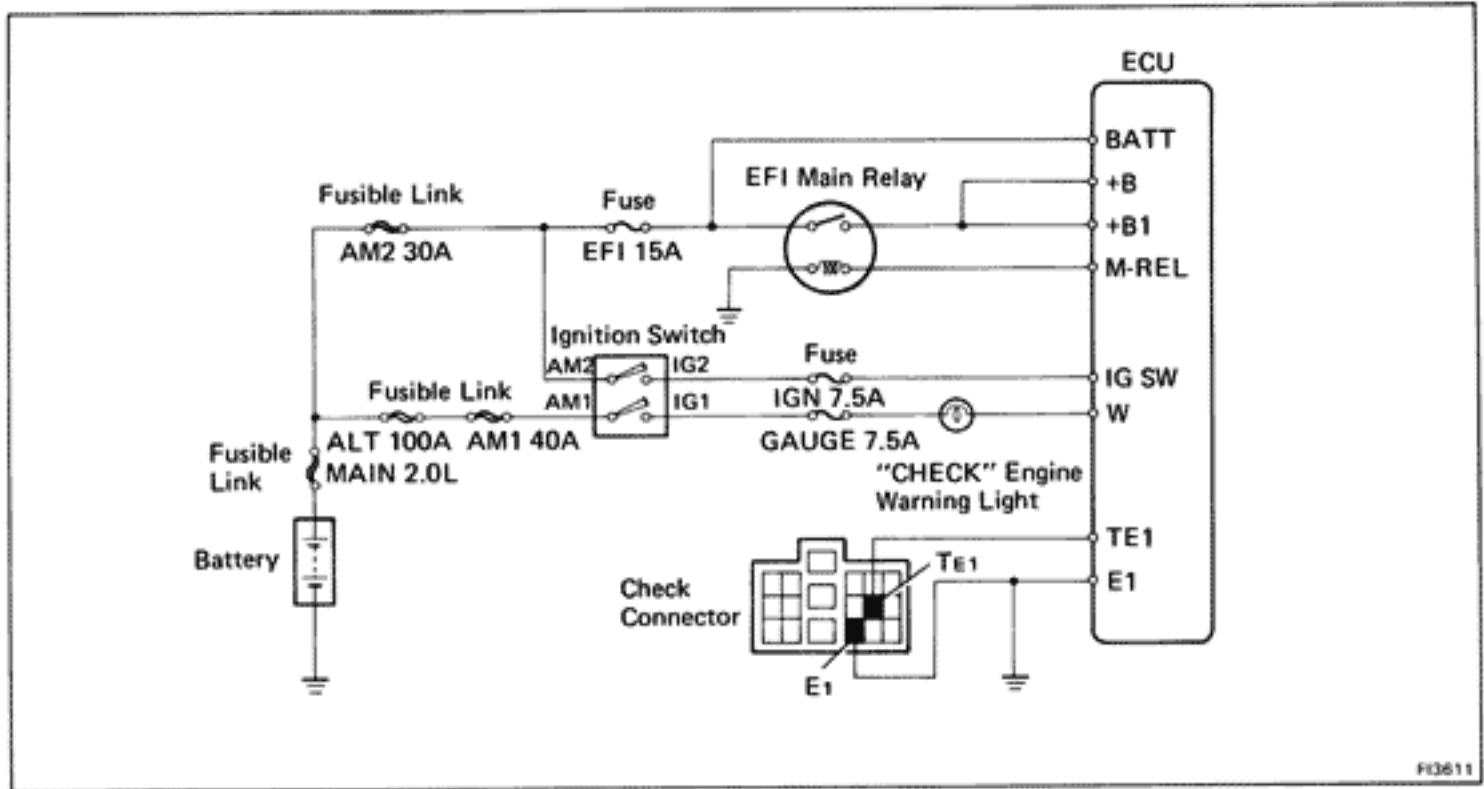 ECU
BATT
EFI Main Relay
+B
Fusible Link
Fuse
+B1
AM2 30A
EFI 15A
M-REL
Ignition Switch
AM2
IG2
Fuse
IG SW
Fusible Link
AM1
IG1
IGN 7.5A
W
ALT 100A
AM1 40A
GAUGE 7.5A
Fusible
Link
MAIN 2.0L
"CHECK" Engine
Warning Light
TE1
Battery
TE1
Check
Connector
E1
E1
FI3611